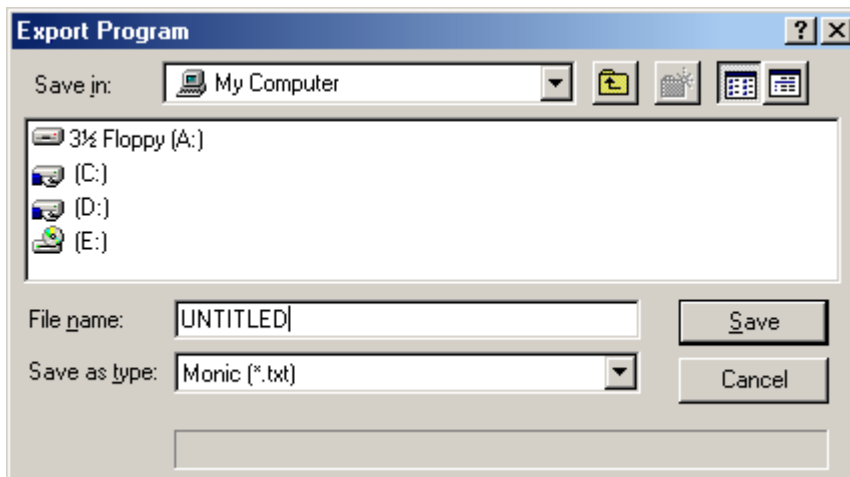 Export Program
Save in: My Computer
3½ Floppy (A:)
(C:)
(D:)
(E:)
File name: UNTITLED Save
Save as type: Monic (*.txt) Cancel